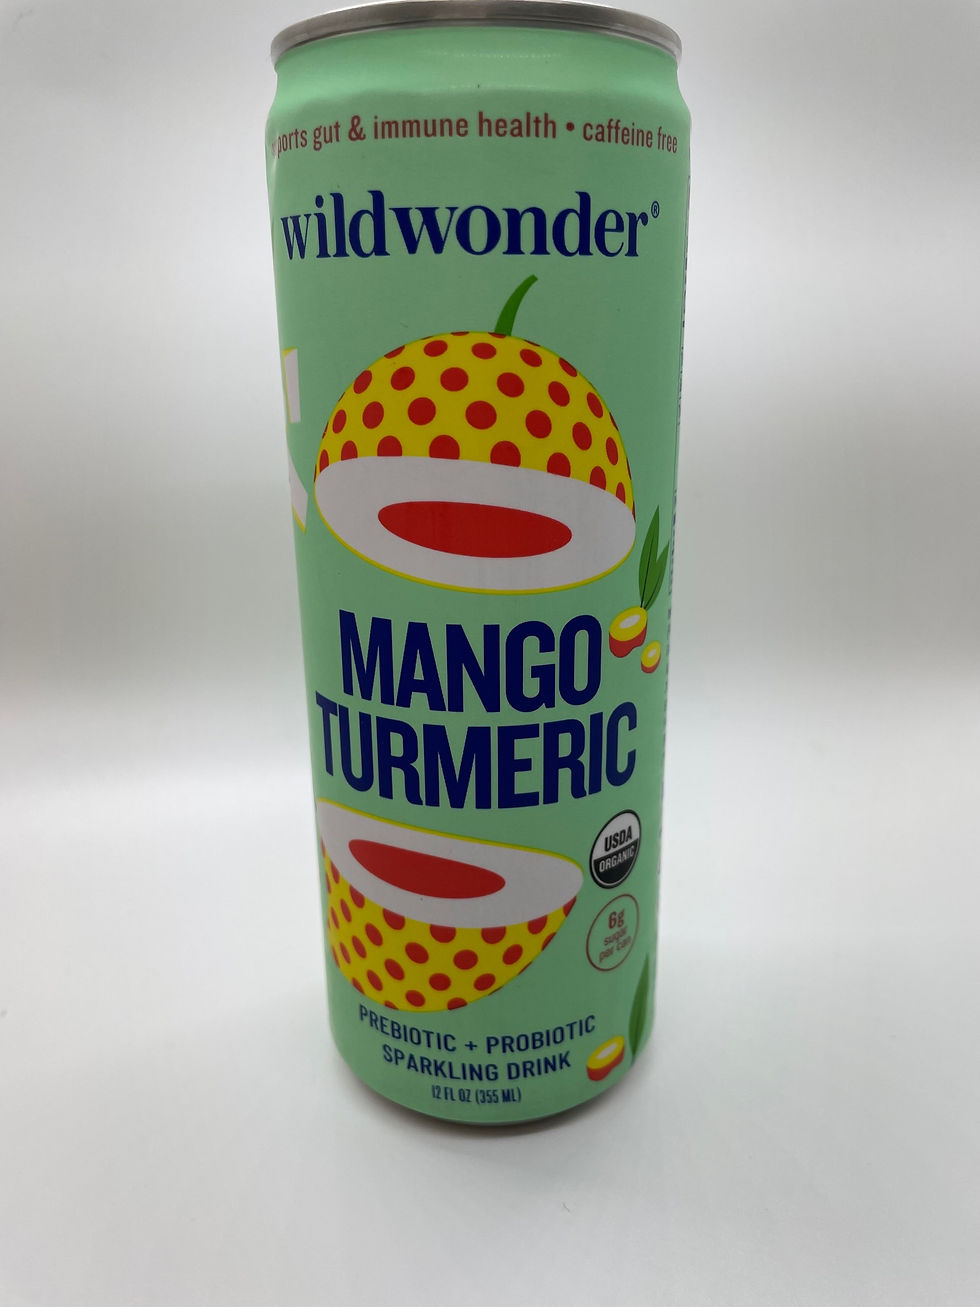 gut & immune health • caffeine free
wildwonder®
MANGO
TURMERIC
USDA
ORGANIC
6g
sugar
per can
PREBIOTIC + PROBIOTIC
SPARKLING DRINK
12 FL OZ (355 ML)